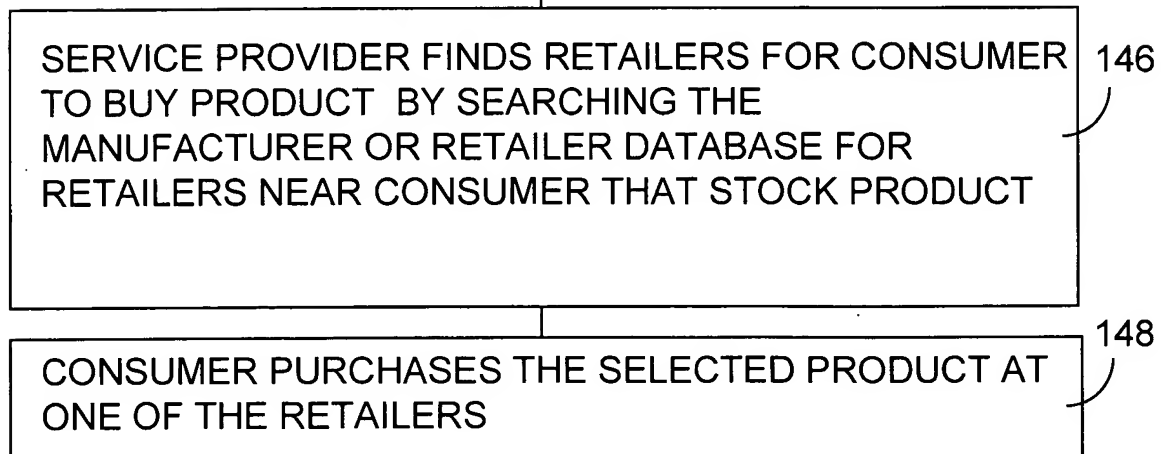 SERVICE PROVIDER FINDS RETAILERS FOR CONSUMER
TO BUY PRODUCT BY SEARCHING THE
MANUFACTURER OR RETAILER DATABASE FOR
RETAILERS NEAR CONSUMER THAT STOCK PRODUCT
146
CONSUMER PURCHASES THE SELECTED PRODUCT AT
ONE OF THE RETAILERS
148